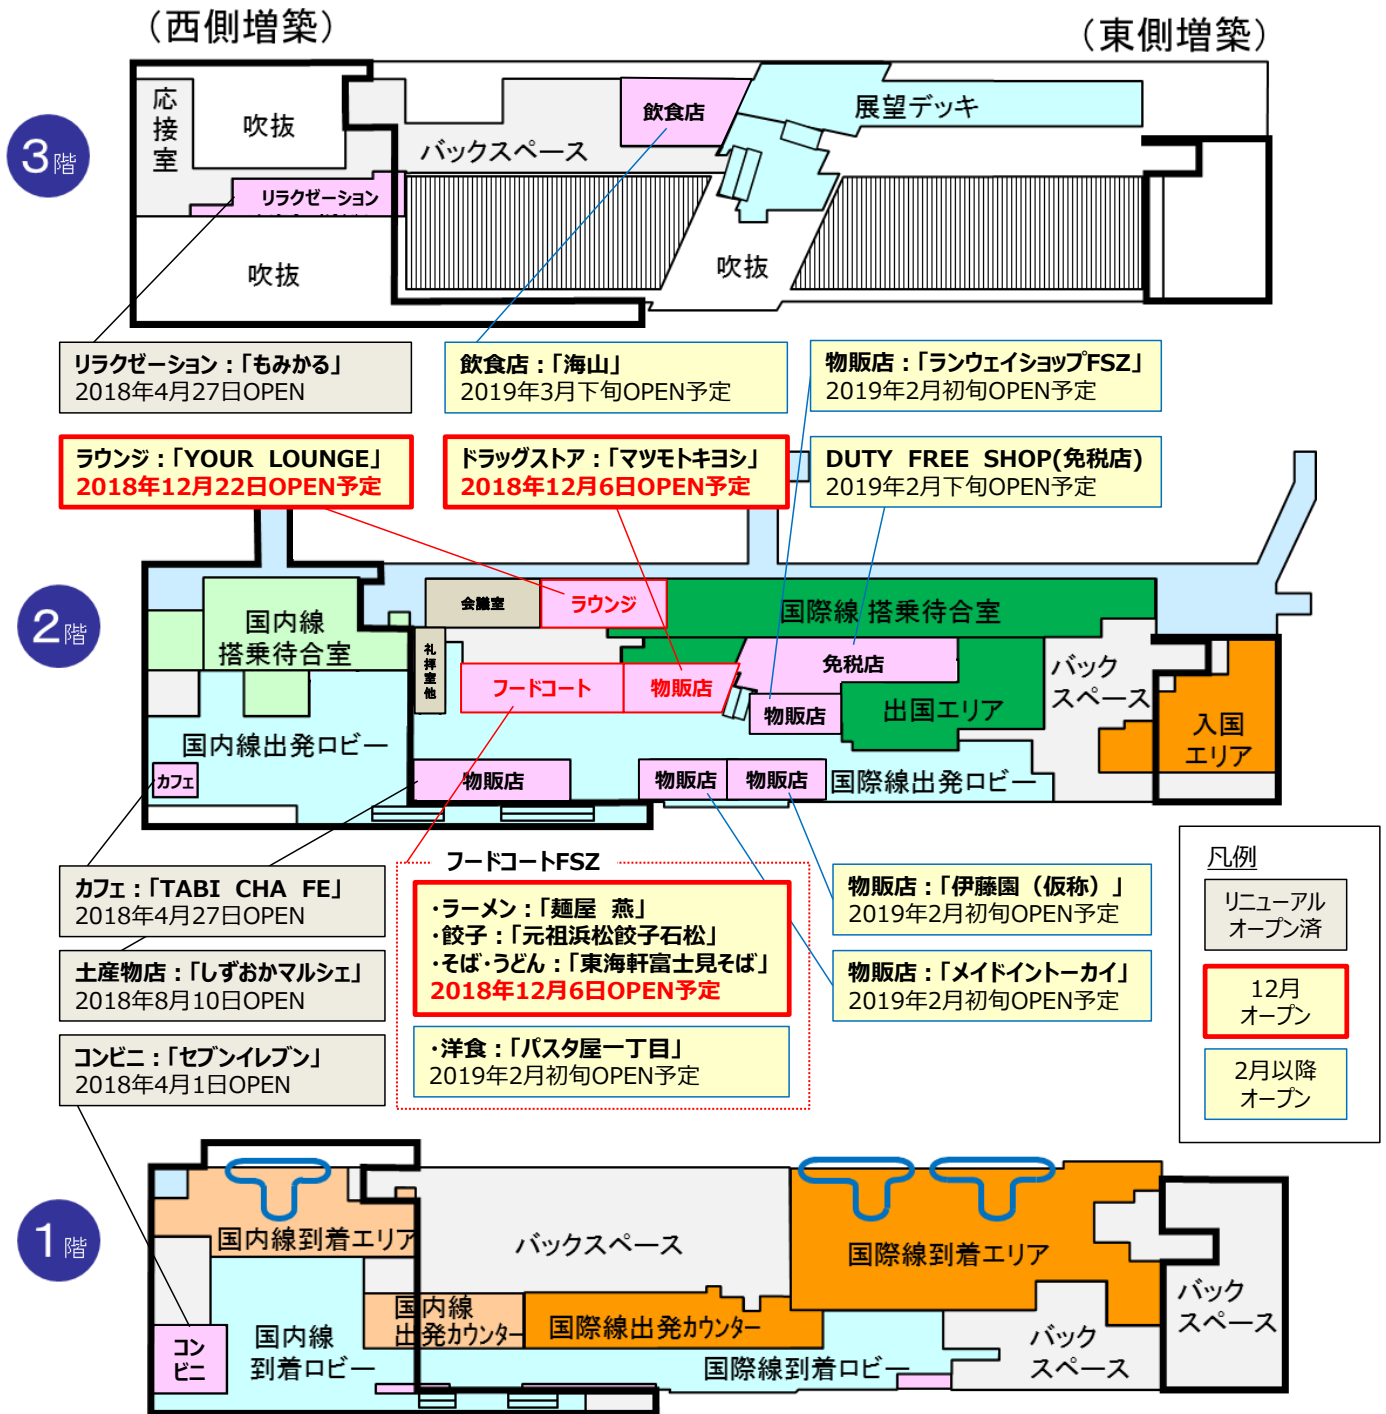 （西側増築）
（東側増築）
3階
応接室
吹抜
飲食店
展望デッキ
バックスペース
リラクゼーション
吹抜
吹抜
リラクゼーション：「もみかる」
2018年4月27日OPEN
飲食店：「海山」
2019年3月下旬OPEN予定
物販店：「ランウェイショップFSZ」
2019年2月初旬OPEN予定
ラウンジ：「YOUR LOUNGE」
2018年12月22日OPEN予定
ドラッグストア：「マツモトキヨシ」
2018年12月6日OPEN予定
DUTY FREE SHOP(免税店)
2019年2月下旬OPEN予定
2階
国内線
搭乗待合室
会議室
ラウンジ
国際線 搭乗待合室
礼拝室他
フードコート
物販店
免税店
物販店
出国エリア
バック
スペース
入国
エリア
国内線出発ロビー
カフェ
物販店
物販店
物販店
国際線出発ロビー
カフェ：「TABI CHA FE」
2018年4月27日OPEN
土産物店：「しずおかマルシェ」
2018年8月10日OPEN
コンビニ：「セブンイレブン」
2018年4月1日OPEN
フードコートFSZ
・ラーメン：「麺屋 燕」
・餃子：「元祖浜松餃子石松」
・そば・うどん：「東海軒富士見そば」
2018年12月6日OPEN予定
・洋食：「パスタ屋一丁目」
2019年2月初旬OPEN予定
物販店：「伊藤園（仮称）」
2019年2月初旬OPEN予定
物販店：「メイドイントーカイ」
2019年2月初旬OPEN予定
凡例
リニューアル
オープン済
12月
オープン
2月以降
オープン
1階
国内線到着エリア
バックスペース
国際線到着エリア
バック
スペース
国内線
出発カウンター
国際線出発カウンター
コン
ビニ
国内線
到着ロビー
国際線到着ロビー
バック
スペース